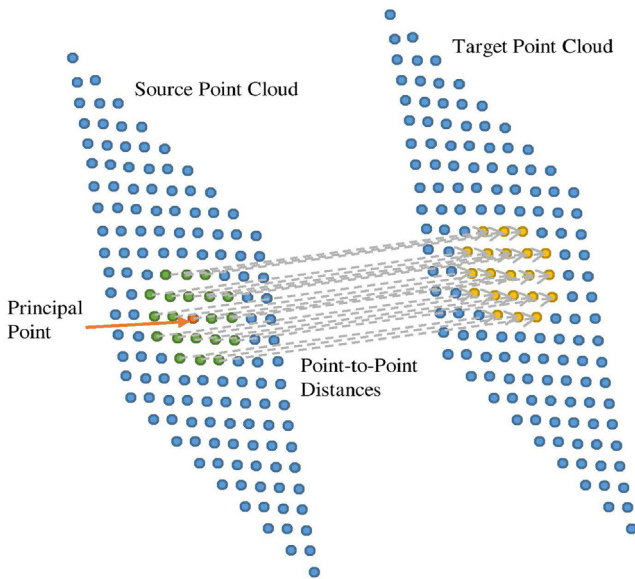 Target Point Cloud
Source Point Cloud
Principal
Point
Point-to-Point
Distances